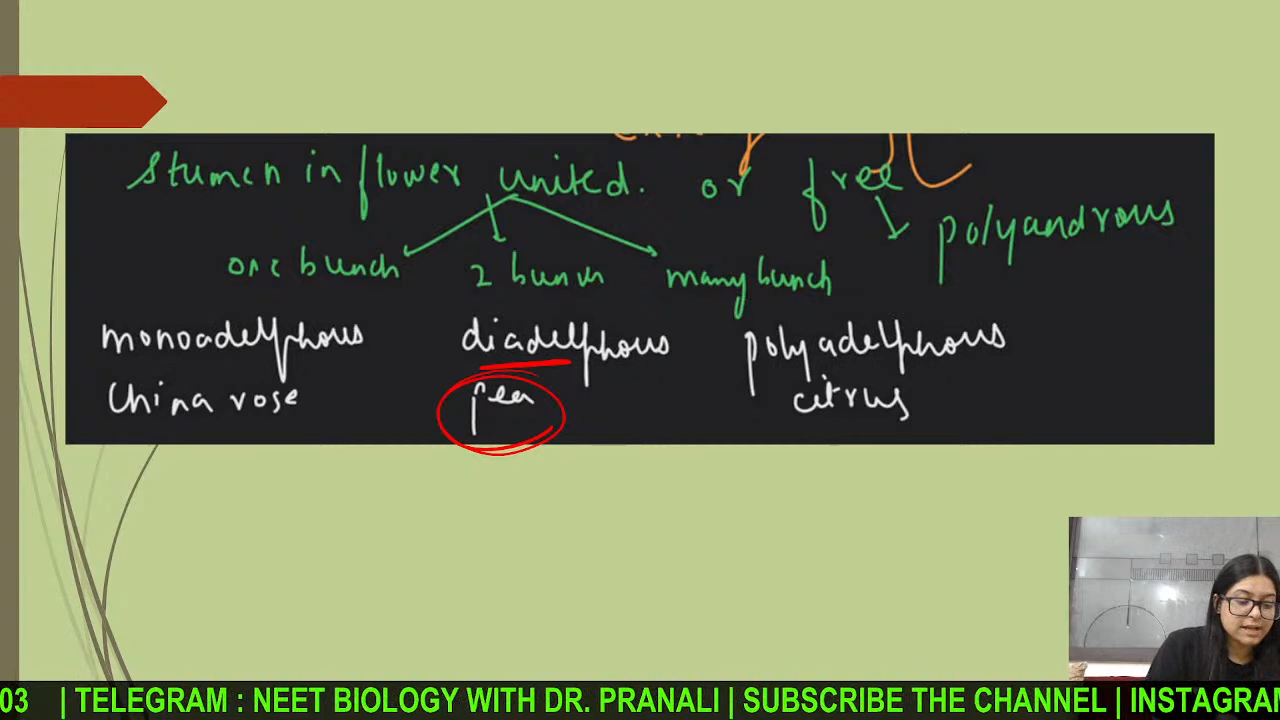 Stumen in flower united. or free
polyandrous
one bunch 2 bunch many bunch
monoadelphous diadelphous polyadelphous
China rose pea citrus
03 | TELEGRAM : NEET BIOLOGY WITH DR. PRANALI | SUBSCRIBE THE CHANNEL | INSTAGRAM